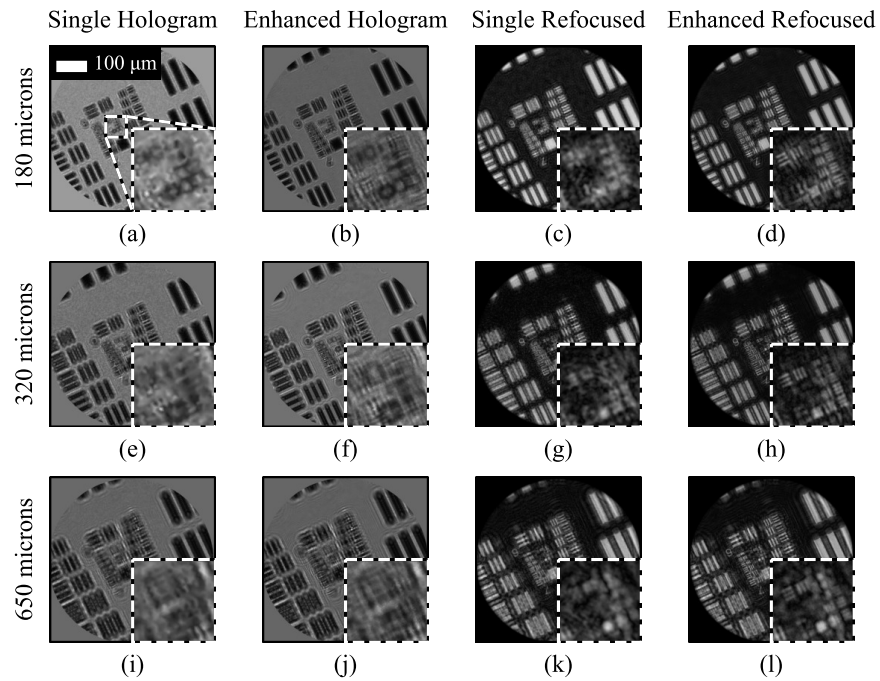 Single Hologram Enhanced Hologram Single Refocused Enhanced Refocused
180 microns
100 μm
(a) (b) (c) (d)
320 microns
(e) (f) (g) (h)
650 microns
(i) (j) (k) (l)